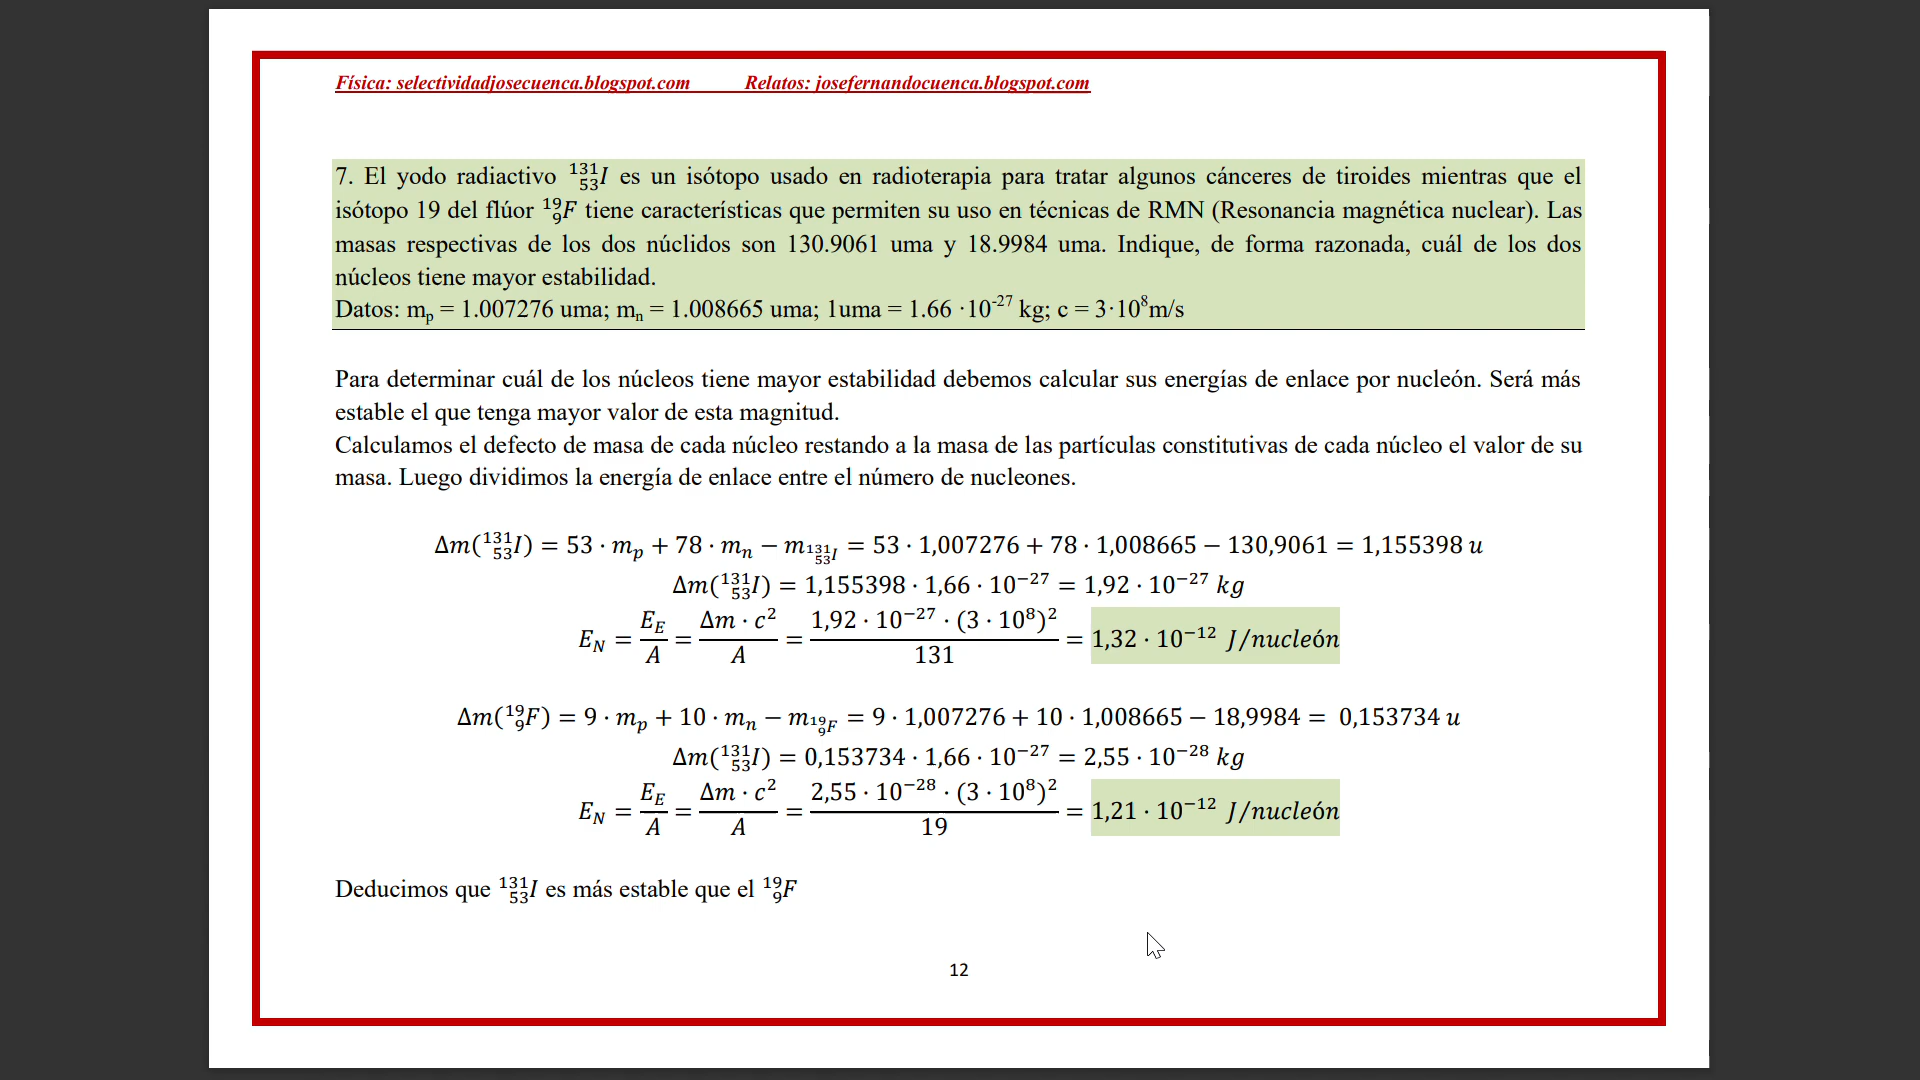 Física: selectividadjosecuenca.blogspot.com Relatos: josefernandocuenca.blogspot.com
7. El yodo radiactivo ¹³¹₅₃I es un isótopo usado en radioterapia para tratar algunos cánceres de tiroides mientras que el
isótopo 19 del flúor ¹⁹₉F tiene características que permiten su uso en técnicas de RMN (Resonancia magnética nuclear). Las
masas respectivas de los dos núclidos son 130.9061 uma y 18.9984 uma. Indique, de forma razonada, cuál de los dos
núcleos tiene mayor estabilidad.
Datos: mₚ = 1.007276 uma; mₙ = 1.008665 uma; 1uma = 1.66 ·10⁻²⁷ kg; c = 3·10⁸m/s
Para determinar cuál de los núcleos tiene mayor estabilidad debemos calcular sus energías de enlace por nucleón. Será más
estable el que tenga mayor valor de esta magnitud.
Calculamos el defecto de masa de cada núcleo restando a la masa de las partículas constitutivas de cada núcleo el valor de su
masa. Luego dividimos la energía de enlace entre el número de nucleones.
Δm(¹³¹₅₃I) = 53 · mₚ + 78 · mₙ − m¹³¹₅₃I = 53 · 1,007276 + 78 · 1,008665 − 130,9061 = 1,155398 u
Δm(¹³¹₅₃I) = 1,155398 · 1,66 · 10⁻²⁷ = 1,92 · 10⁻²⁷ kg
E_N = E_E/A = Δm · c²/A = 1,92 · 10⁻²⁷ · (3 · 10⁸)²/131 = 1,32 · 10⁻¹² J/nucleón
Δm(¹⁹₉F) = 9 · mₚ + 10 · mₙ − m¹⁹₉F = 9 · 1,007276 + 10 · 1,008665 − 18,9984 = 0,153734 u
Δm(¹³¹₅₃I) = 0,153734 · 1,66 · 10⁻²⁷ = 2,55 · 10⁻²⁸ kg
E_N = E_E/A = Δm · c²/A = 2,55 · 10⁻²⁸ · (3 · 10⁸)²/19 = 1,21 · 10⁻¹² J/nucleón
Deducimos que ¹³¹₅₃I es más estable que el ¹⁹₉F
12